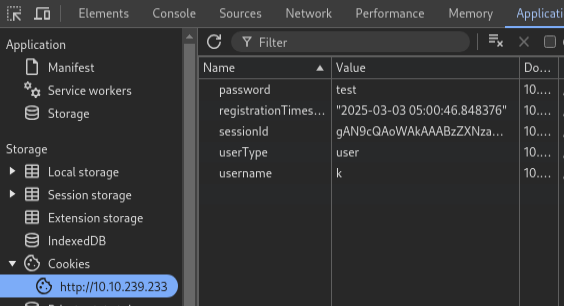 Elements Console Sources Network Performance Memory Applicati
Application
Manifest
Service workers
Storage
Storage
Local storage
Session storage
Extension storage
IndexedDB
Cookies
http://10.10.239.233
Filter
Name Value Do...
password test 10....
registrationTimes... "2025-03-03 05:00:46.848376" 10....
sessionId gAN9cQAoWAkAAABzZXNza... 10....
userType user 10....
username k 10....